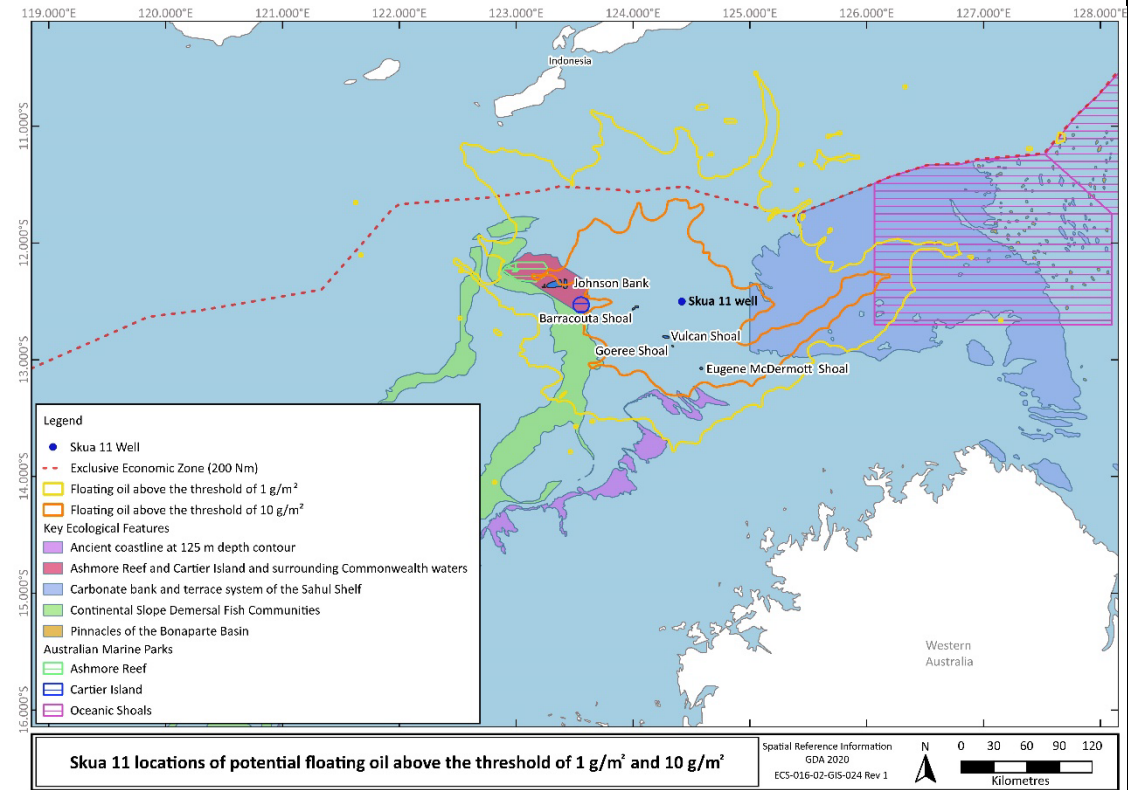 119.000°E 120.000°E 121.000°E 122.000°E 123.000°E 124.000°E 125.000°E 126.000°E 127.000°E 128.000°E
Indonesia
11.000°S
12.000°S
Johnson Bank
Skua 11 well
Barracouta Shoal
Vulcan Shoal
Goeree Shoal
13.000°S
Eugene McDermott Shoal
14.000°S
15.000°S
16.000°S
Western
Australia
Legend
Skua 11 Well
Exclusive Economic Zone (200 Nm)
Floating oil above the threshold of 1 g/m²
Floating oil above the threshold of 10 g/m²
Key Ecological Features
Ancient coastline at 125 m depth contour
Ashmore Reef and Cartier Island and surrounding Commonwealth waters
Carbonate bank and terrace system of the Sahul Shelf
Continental Slope Demersal Fish Communities
Pinnacles of the Bonaparte Basin
Australian Marine Parks
Ashmore Reef
Cartier Island
Oceanic Shoals
Skua 11 locations of potential floating oil above the threshold of 1 g/m² and 10 g/m²
Spatial Reference Information
GDA 2020
ECS-016-02-GIS-024 Rev 1
N
0 30 60 90 120
Kilometres